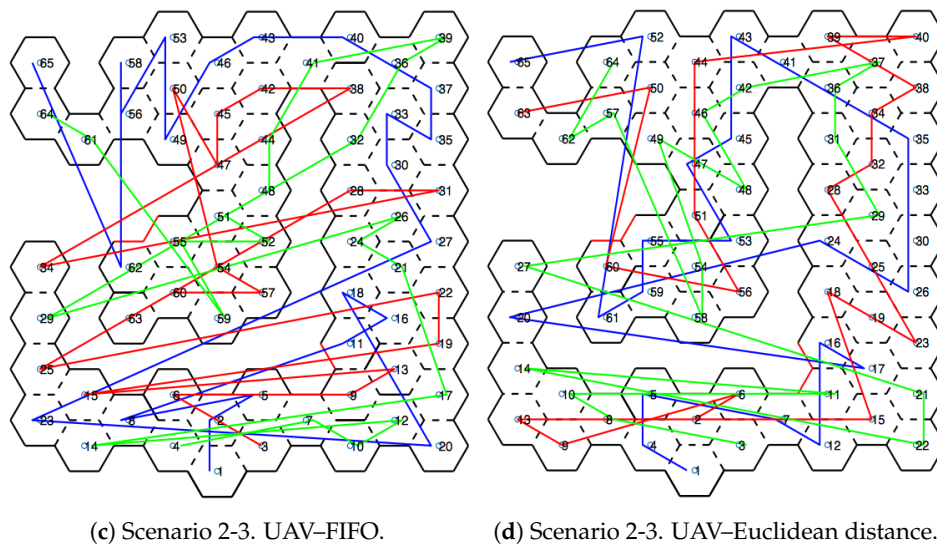 53 43 40 39
65 58 46 41 36
50 42 38 37
64 56 45 33
61 49 44 32 35
47 30
48 28 31
51 26
55 52 24 27
34 62 54 21
60 57 18 22
29 63 59 16
11 19
25 13
15 6 5 9 17
23 8 2 7 12
14 4 3 10 20
1
(c) Scenario 2-3. UAV–FIFO.
52 43 39 40
65 64 44 41 37
50 42 36 38
63 57 46 34
62 49 45 31 35
47 32
48 28
51 29
55 53 24 30
27 60 54 25
59 56 18 26
20 61 58 19
16 23
14 17
10 5 6 11 21
13 8 2 7 15
9 4 3 12 22
1
(d) Scenario 2-3. UAV–Euclidean distance.